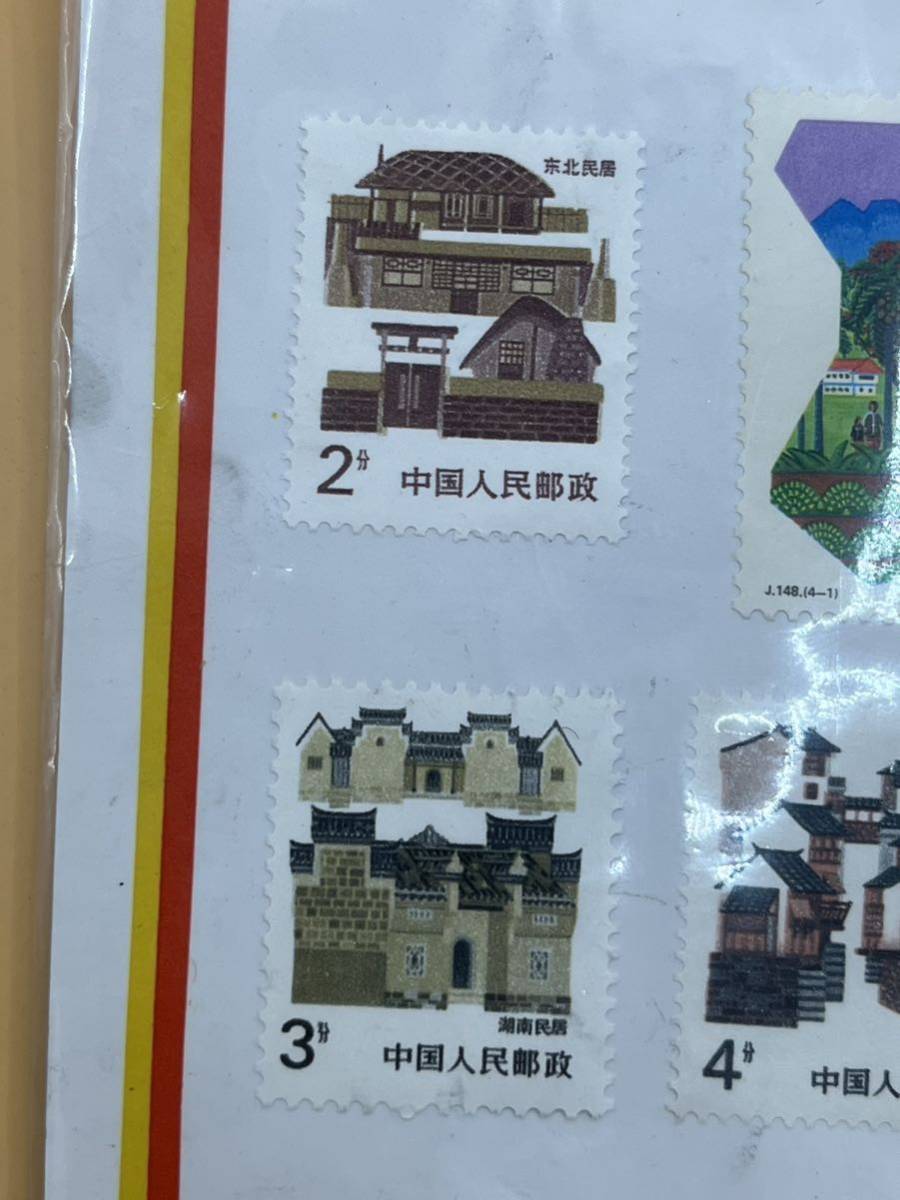 东北民居
2分
中国人民邮政
J.148.(4—1)
湖南民居
3分
中国人民邮政
4分
中国人